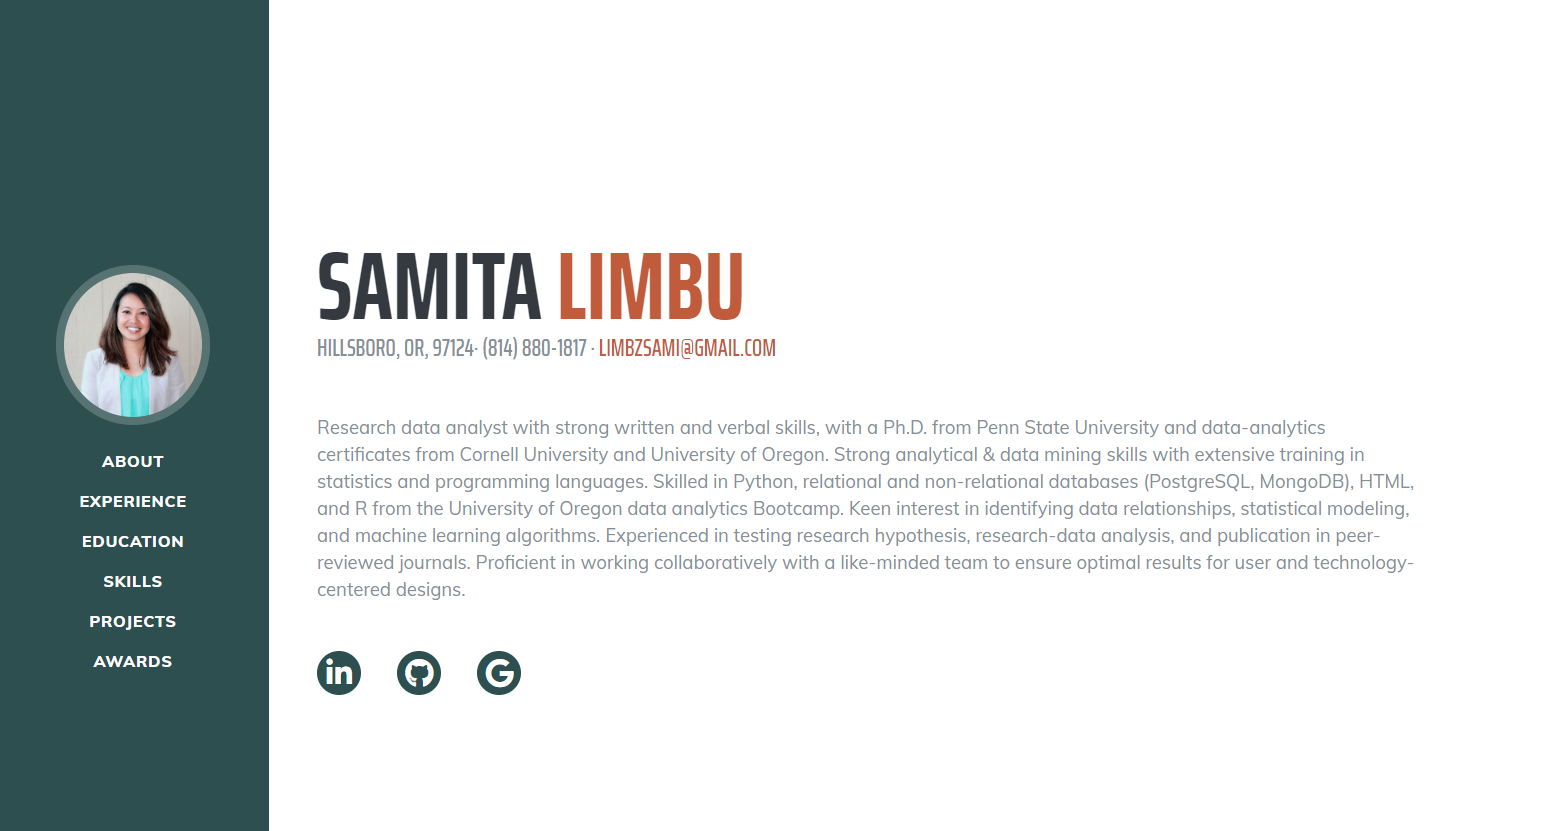 ABOUT
EXPERIENCE
EDUCATION
SKILLS
PROJECTS
AWARDS
SAMITA LIMBU
HILLSBORO, OR, 97124· (814) 880-1817 · LIMBZSAMI@GMAIL.COM
Research data analyst with strong written and verbal skills, with a Ph.D. from Penn State University and data-analytics
certificates from Cornell University and University of Oregon. Strong analytical & data mining skills with extensive training in
statistics and programming languages. Skilled in Python, relational and non-relational databases (PostgreSQL, MongoDB), HTML,
and R from the University of Oregon data analytics Bootcamp. Keen interest in identifying data relationships, statistical modeling,
and machine learning algorithms. Experienced in testing research hypothesis, research-data analysis, and publication in peer-
reviewed journals. Proficient in working collaboratively with a like-minded team to ensure optimal results for user and technology-
centered designs.
in G